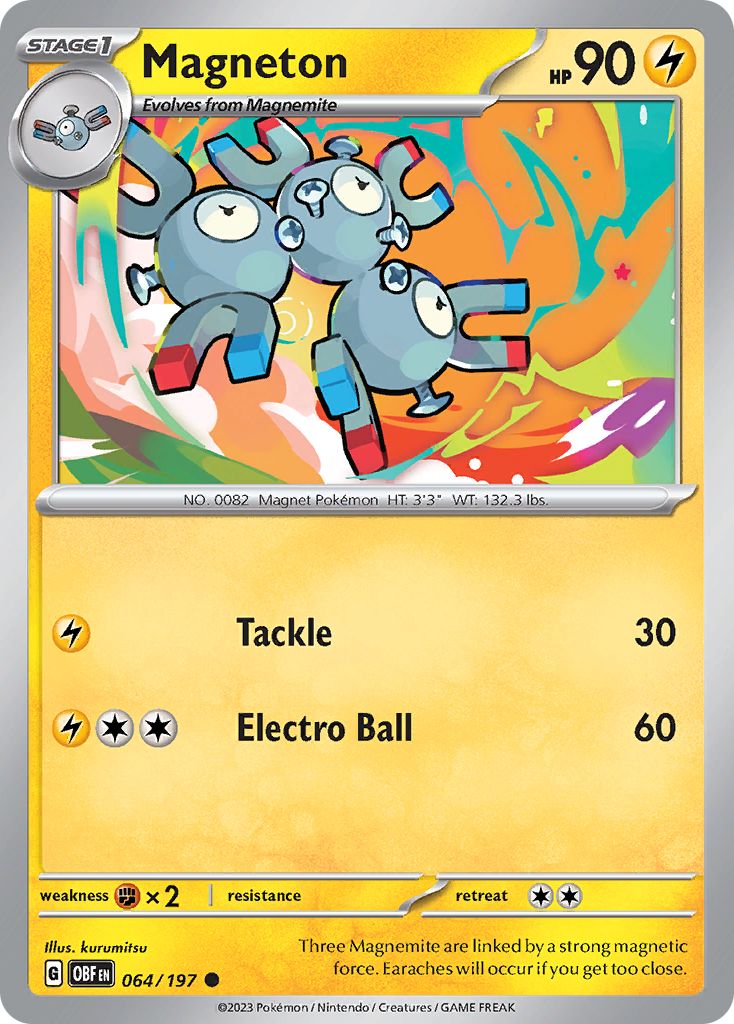 STAGE1
Magneton
HP 90
Evolves from Magnemite
NO. 0082 Magnet Pokémon HT: 3'3" WT: 132.3 lbs.
Tackle 30
Electro Ball 60
weakness ×2 resistance retreat
Illus. kurumitsu
Three Magnemite are linked by a strong magnetic
force. Earaches will occur if you get too close.
G OBF EN 064/197
©2023 Pokémon / Nintendo / Creatures / GAME FREAK